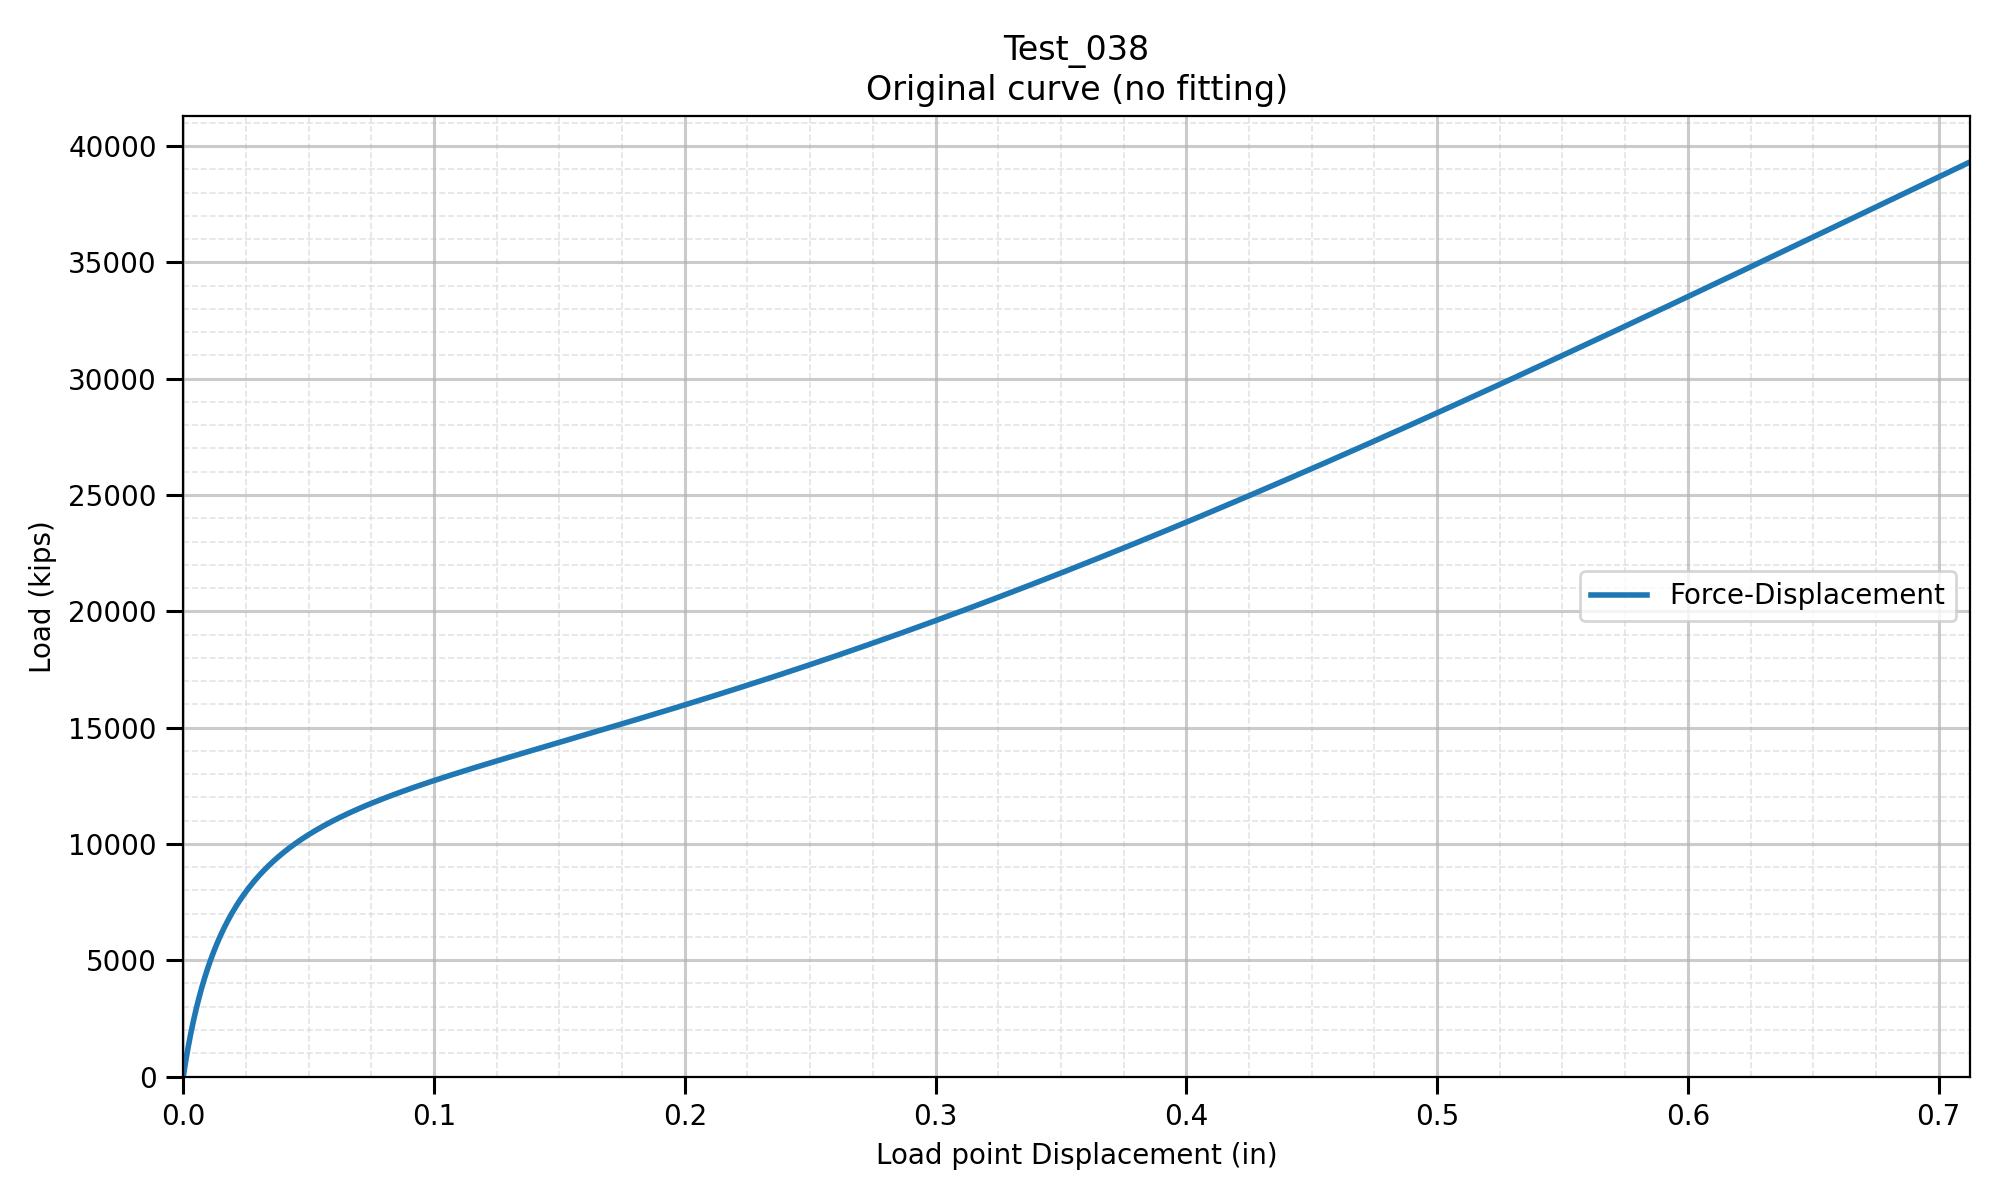 Test_038
Original curve (no fitting)
40000
35000
30000
25000
20000
15000
10000
5000
0
Load (kips)
Force-Displacement
0.0 0.1 0.2 0.3 0.4 0.5 0.6 0.7
Load point Displacement (in)